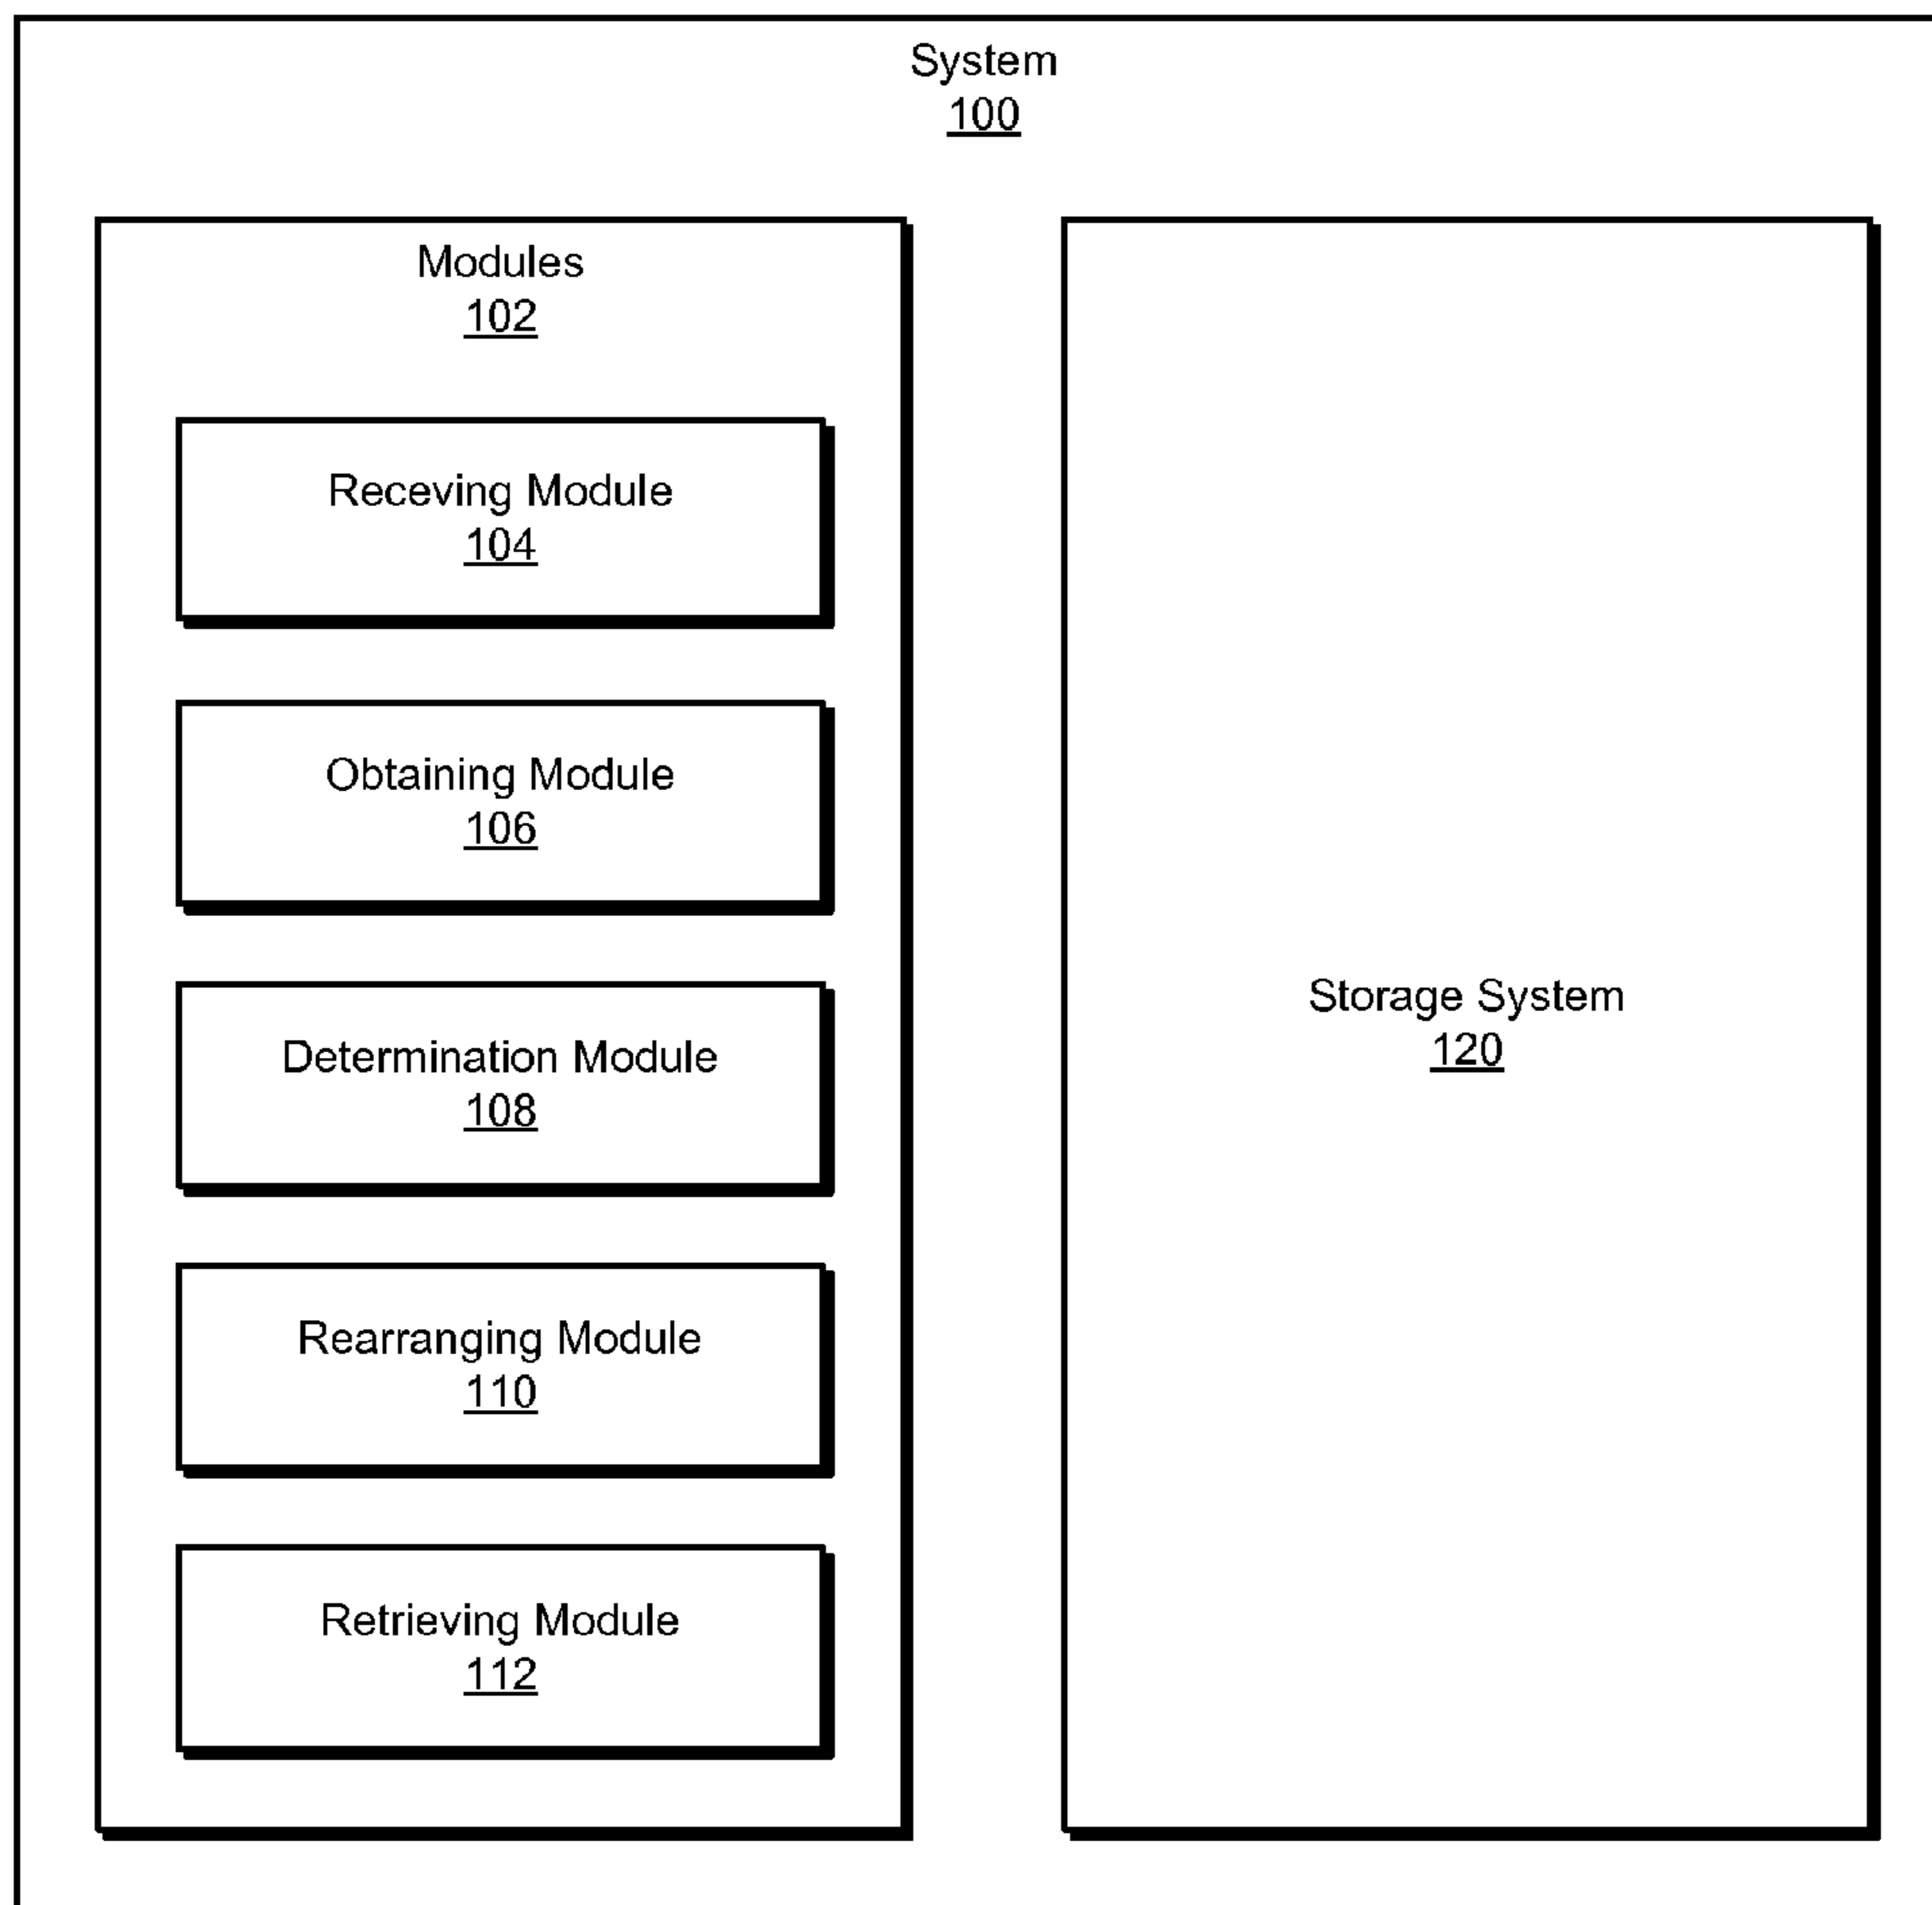 System
100
Modules
102
Receving Module
104
Obtaining Module
106
Determination Module
108
Rearranging Module
110
Retrieving Module
112
Storage System
120